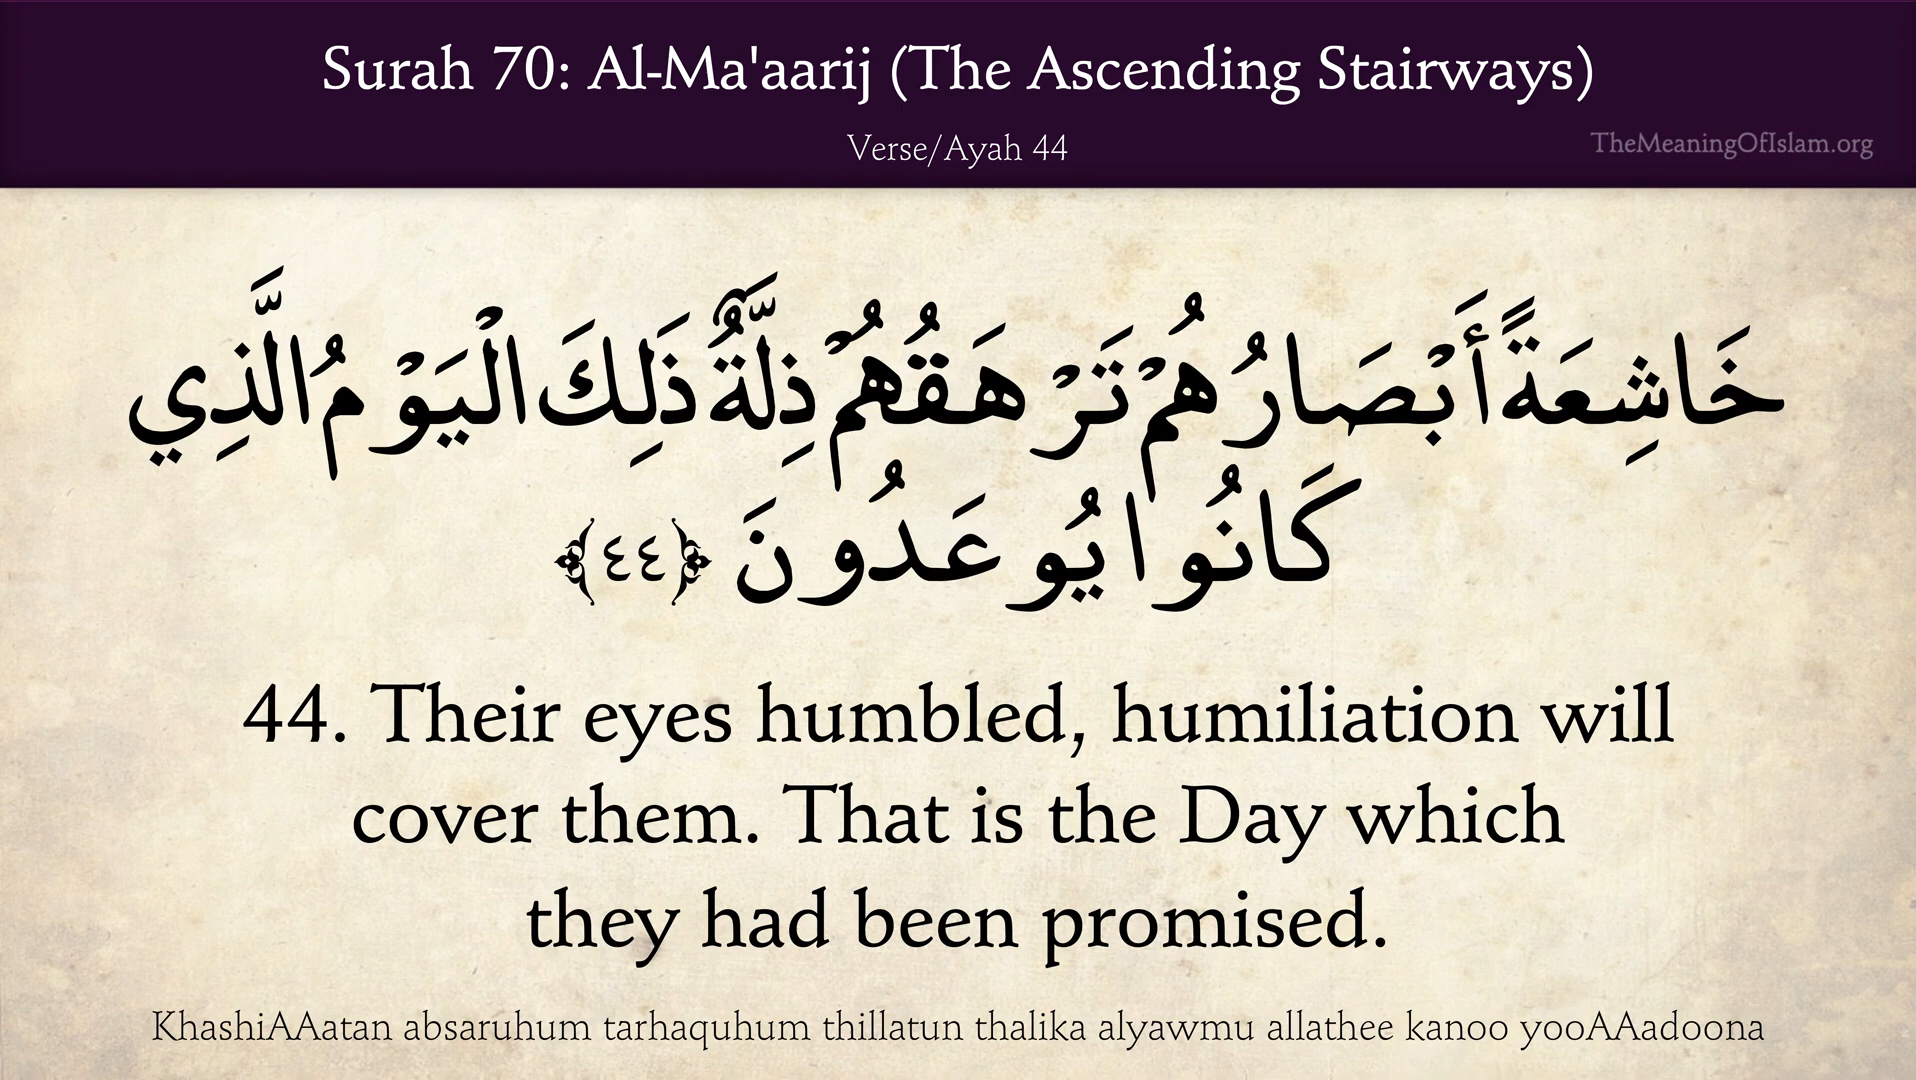 Surah 70: Al-Ma'aarij (The Ascending Stairways)
Verse/Ayah 44
TheMeaningOfIslam.org
خَاشِعَةً أَبْصَارُهُمْ تَرْهَقُهُمْ ذِلَّةٌ ۚ ذَلِكَ الْيَوْمُ الَّذِي
كَانُوا يُوعَدُونَ ﴿٤٤﴾
44. Their eyes humbled, humiliation will
cover them. That is the Day which
they had been promised.
KhashiAAatan absaruhum tarhaquhum thillatun thalika alyawmu allathee kanoo yooAAadoona